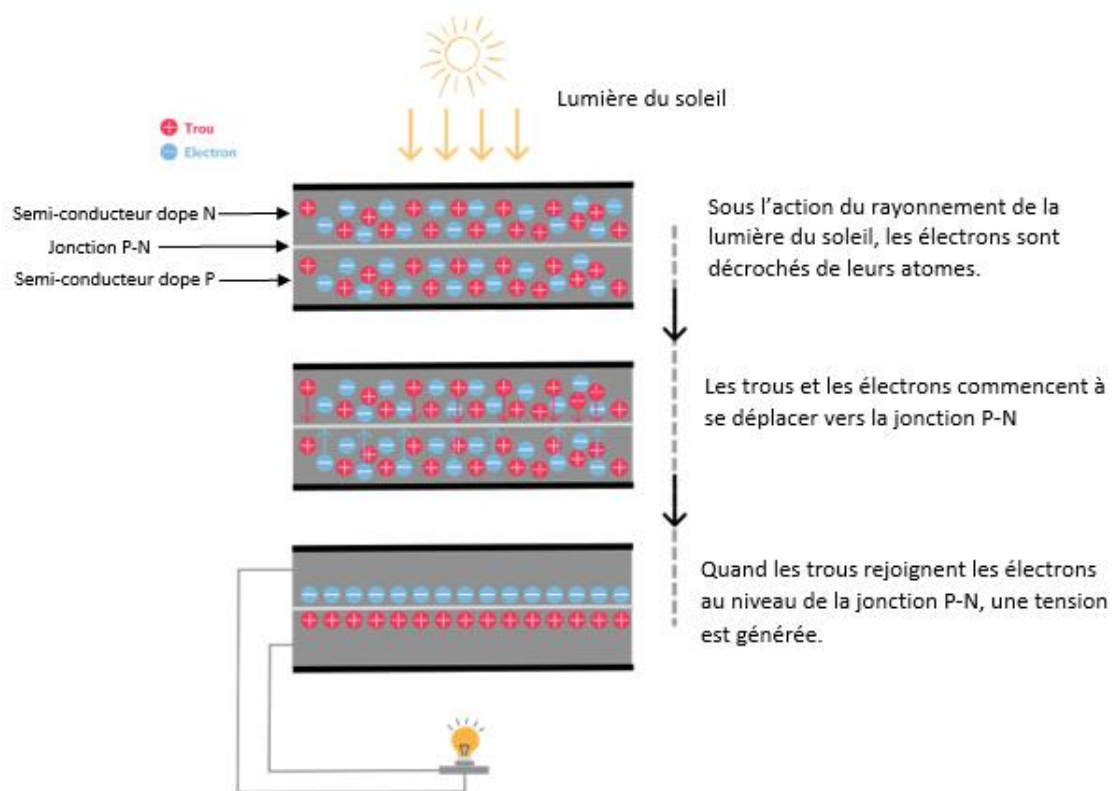 Lumière du soleil
Trou
Electron
Semi-conducteur dope N
Jonction P-N
Semi-conducteur dope P
Sous l’action du rayonnement de la
lumière du soleil, les électrons sont
décrochés de leurs atomes.
Les trous et les électrons commencent à
se déplacer vers la jonction P-N
Quand les trous rejoignent les électrons
au niveau de la jonction P-N, une tension
est générée.